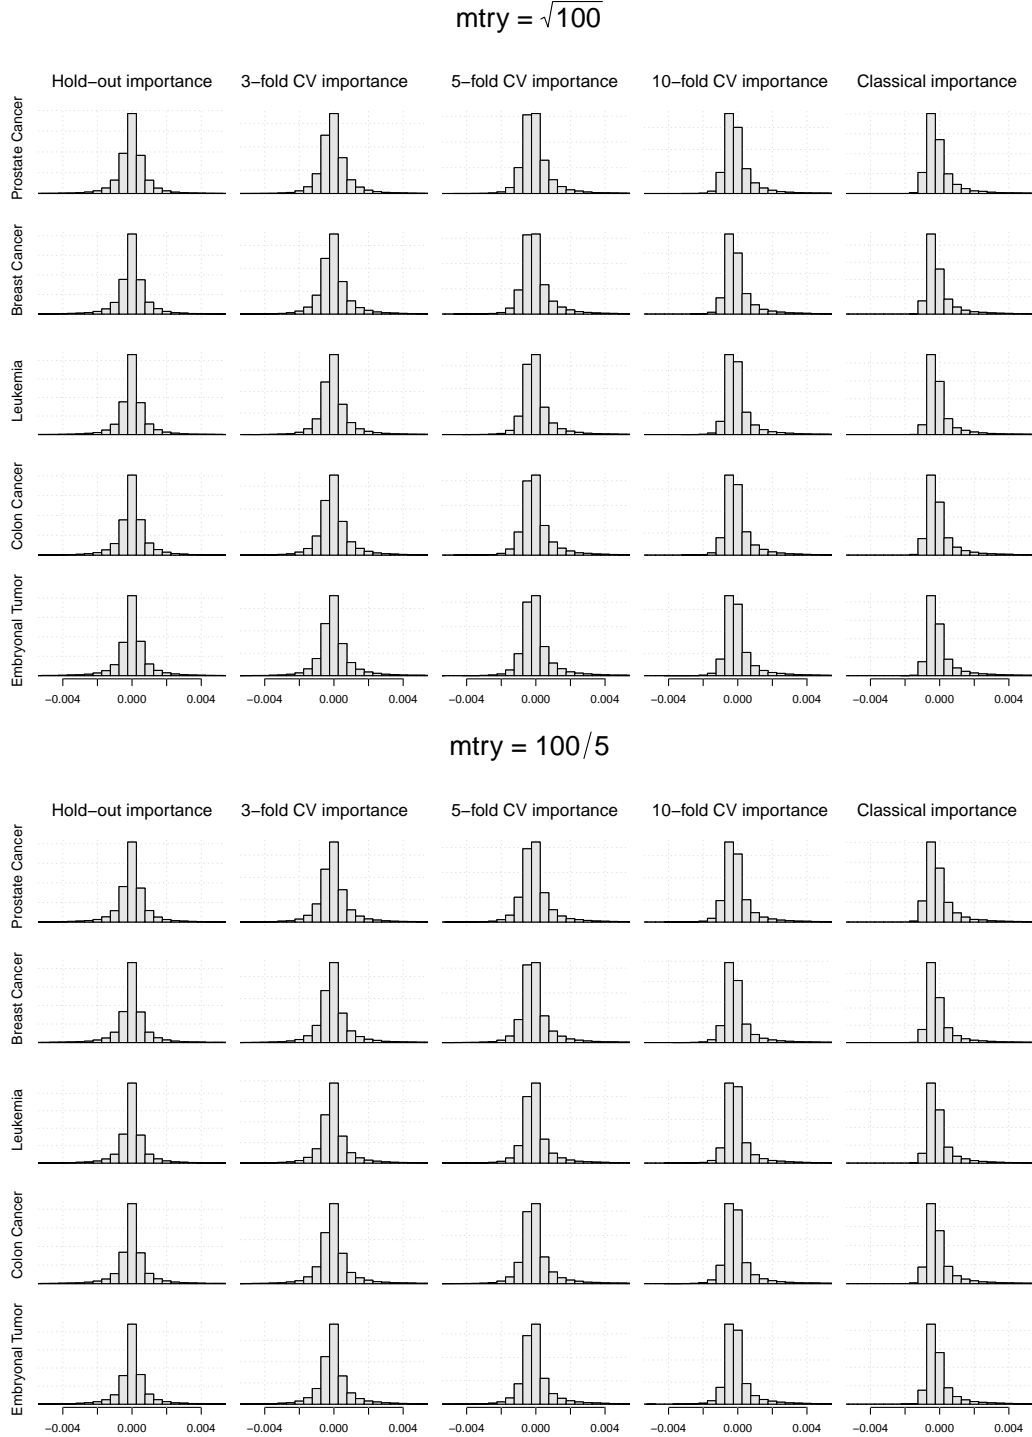 mtry = √100
Hold−out importance 3−fold CV importance 5−fold CV importance 10−fold CV importance Classical importance
Prostate Cancer
Breast Cancer
Leukemia
Colon Cancer
Embryonal Tumor
−0.004 0.000 0.004 −0.004 0.000 0.004 −0.004 0.000 0.004 −0.004 0.000 0.004 −0.004 0.000 0.004
mtry = 100/5
Hold−out importance 3−fold CV importance 5−fold CV importance 10−fold CV importance Classical importance
Prostate Cancer
Breast Cancer
Leukemia
Colon Cancer
Embryonal Tumor
−0.004 0.000 0.004 −0.004 0.000 0.004 −0.004 0.000 0.004 −0.004 0.000 0.004 −0.004 0.000 0.004